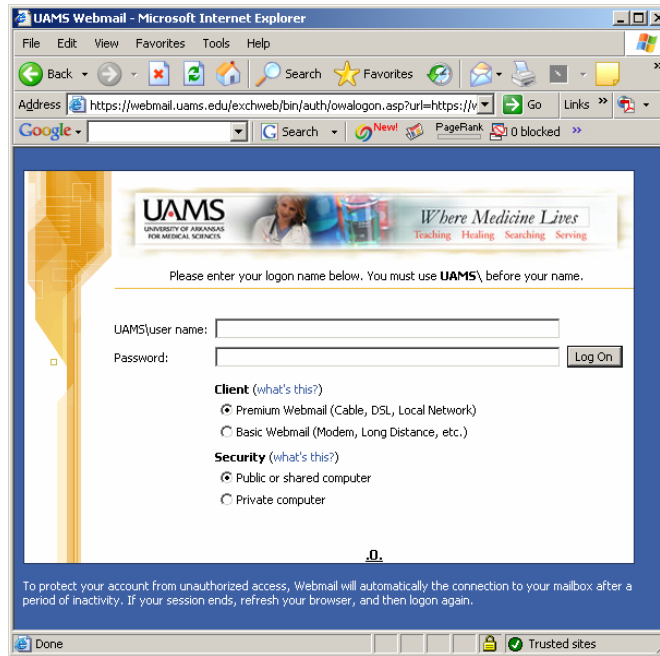 UAMS Webmail - Microsoft Internet Explorer
File Edit View Favorites Tools Help
Back Search Favorites
Address https://webmail.uams.edu/exchweb/bin/auth/owalogon.asp?url=https://v Go Links »
Google Search New! PageRank 0 blocked »
UAMS
UNIVERSITY OF ARKANSAS
FOR MEDICAL SCIENCES
Where Medicine Lives
Teaching Healing Searching Serving
Please enter your logon name below. You must use UAMS\ before your name.
UAMS\user name:
Password: Log On
Client (what's this?)
Premium Webmail (Cable, DSL, Local Network)
Basic Webmail (Modem, Long Distance, etc.)
Security (what's this?)
Public or shared computer
Private computer
.0.
To protect your account from unauthorized access, Webmail will automatically the connection to your mailbox after a
period of inactivity. If your session ends, refresh your browser, and then logon again.
Done Trusted sites